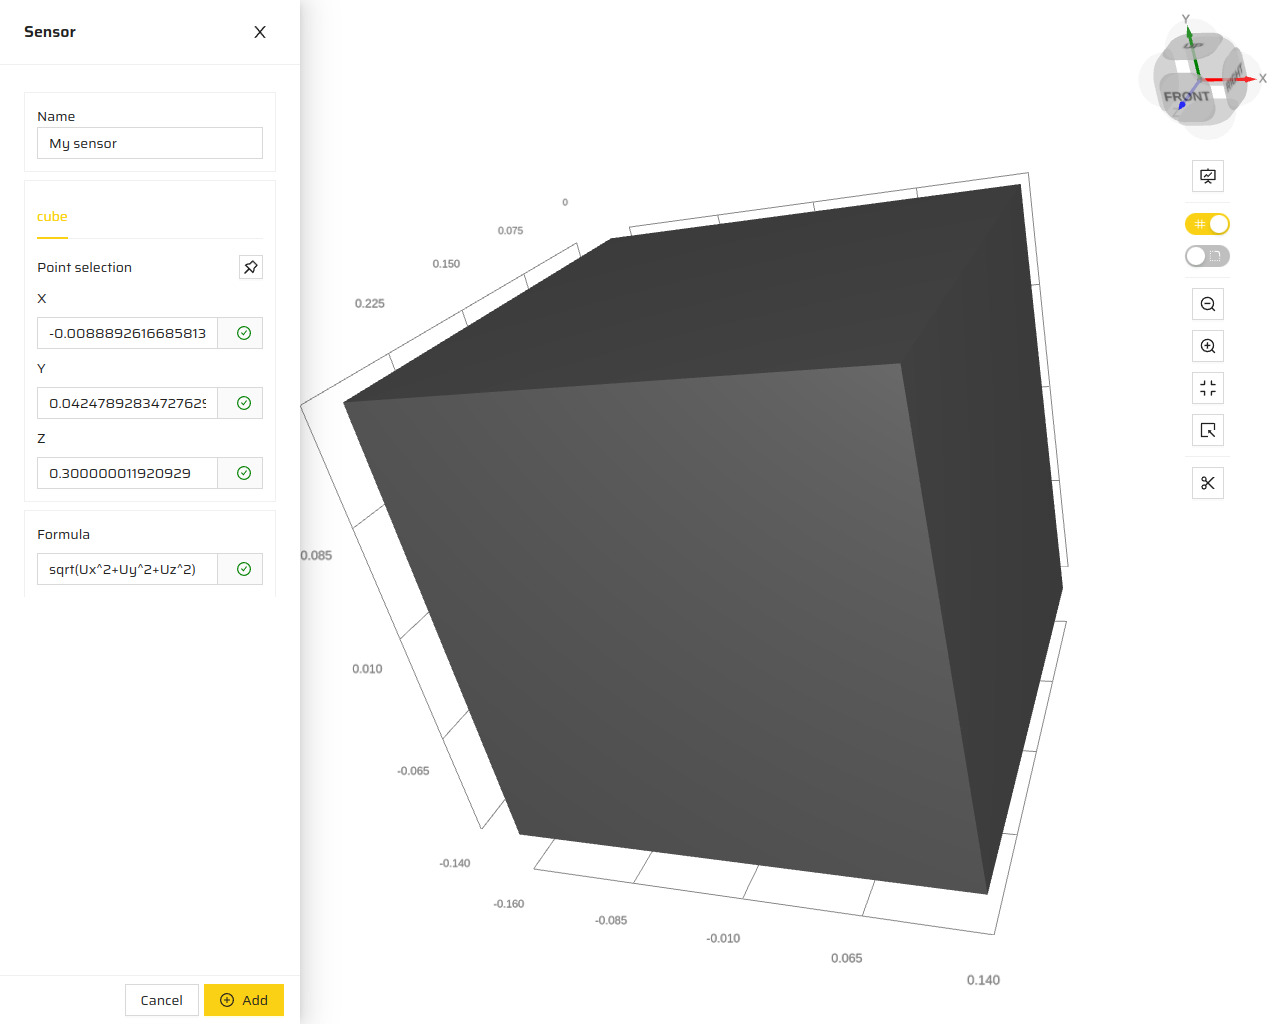 Sensor
Name
My sensor
cube
Point selection
X
-0.0088892616685813
Y
0.0424789283472762
Z
0.300000011920929
Formula
sqrt(Ux^2+Uy^2+Uz^2)
Cancel
Add
0
0.075
0.150
0.225
0.085
0.010
-0.065
-0.140
-0.160
-0.085
-0.010
0.065
0.140
Y
UP
RIGHT
X
FRONT
Z